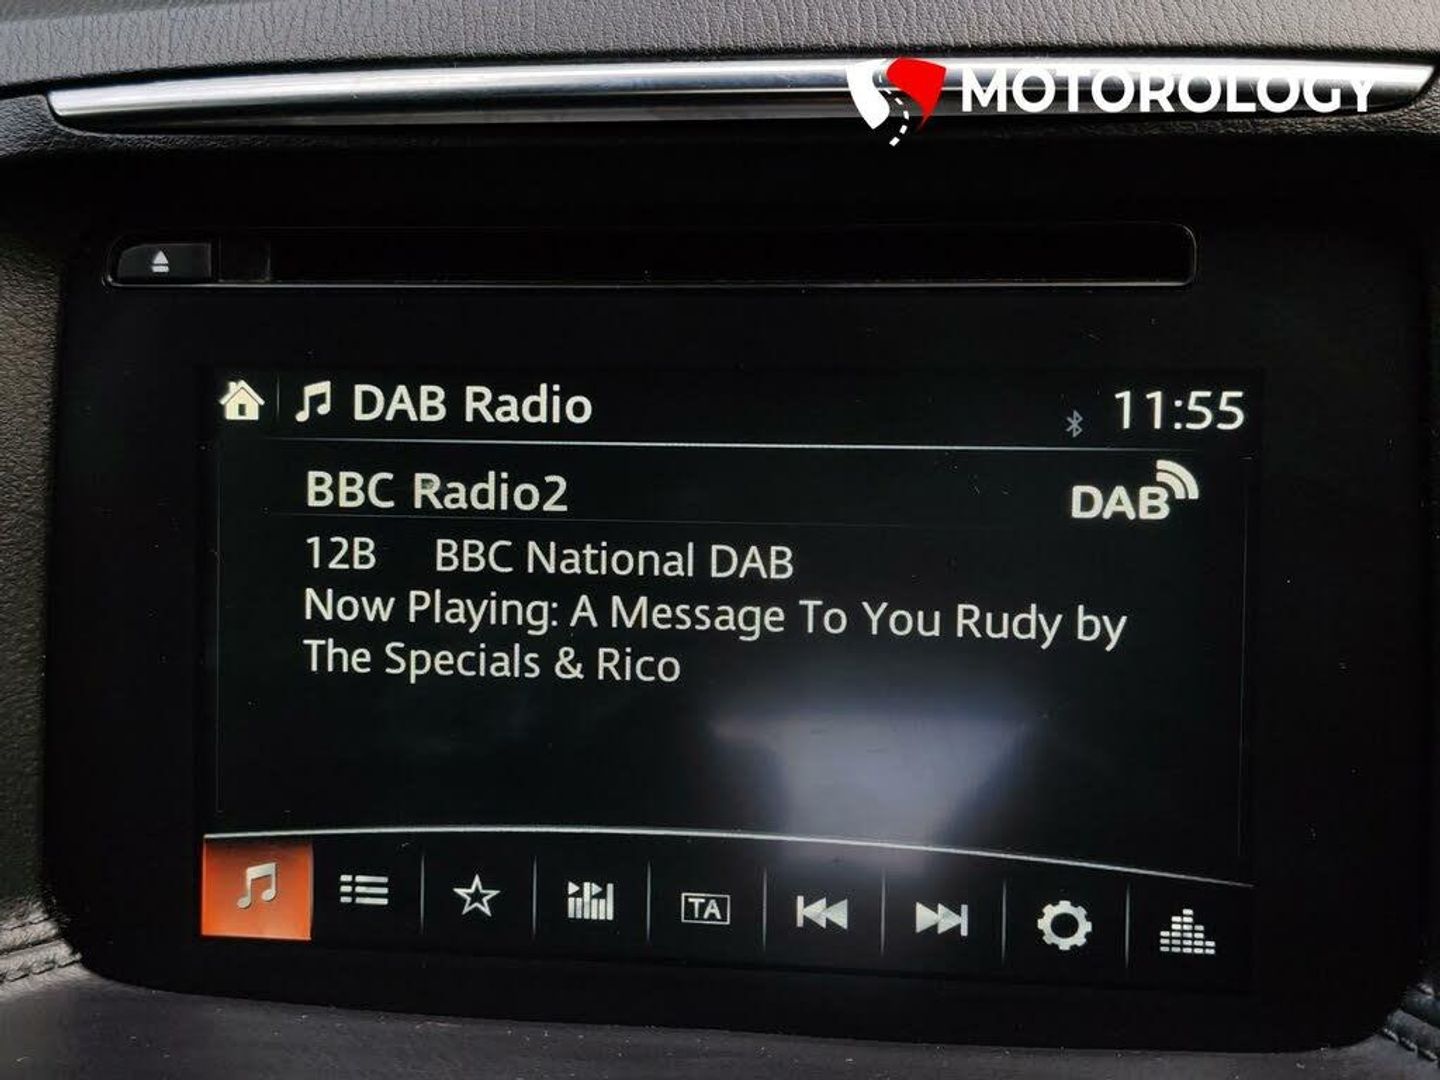 MOTOROLOGY
DAB Radio
11:55
BBC Radio2
DAB
12B BBC National DAB
Now Playing: A Message To You Rudy by
The Specials & Rico
TA